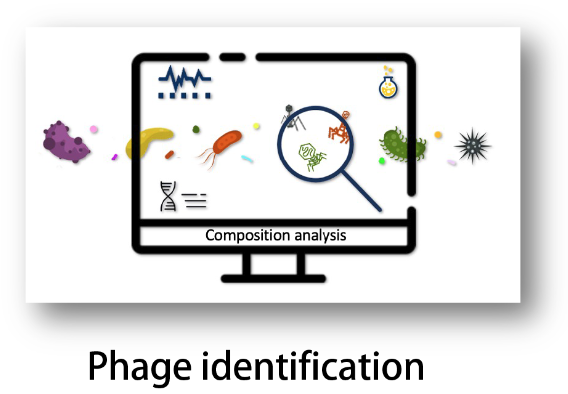 Composition analysis
Phage identification